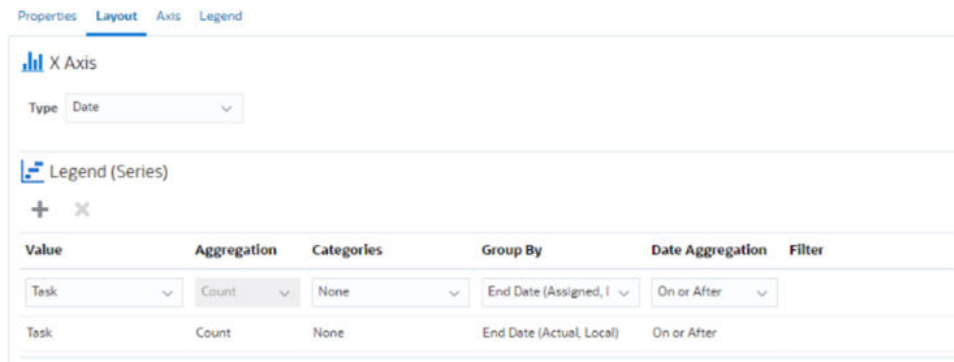 Properties Layout Axis Legend
X Axis
Type Date
Legend (Series)
Value Aggregation Categories Group By Date Aggregation Filter
Task Count None End Date (Assigned, On or After
Task Count None End Date (Actual, Local) On or After